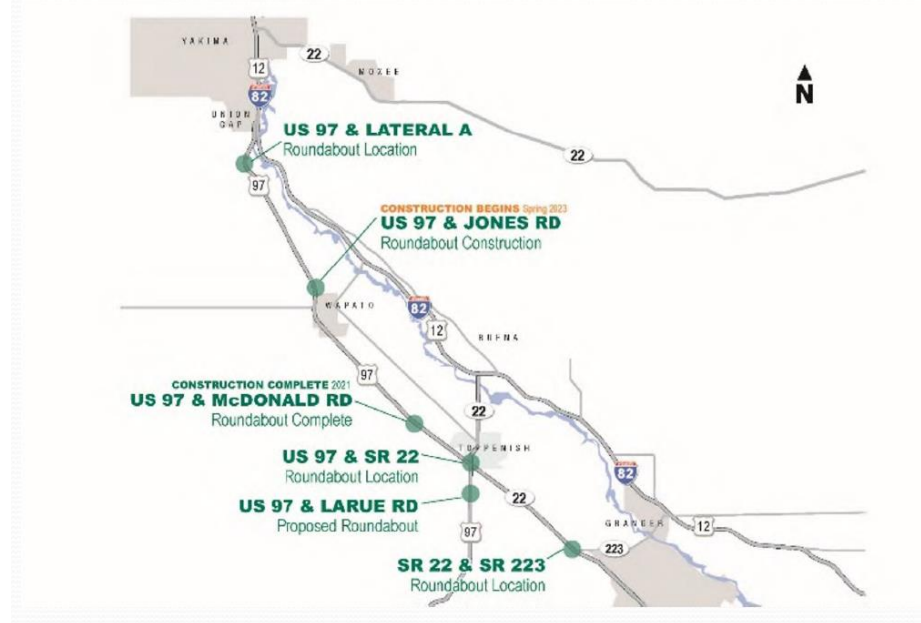 YAKIMA
22
MOXEE
12
82
N
UNION
GAP
US 97 & LATERAL A
Roundabout Location
22
97
CONSTRUCTION BEGINS Spring 2023
US 97 & JONES RD
Roundabout Construction
WAPATO
82
12
BUENA
97
CONSTRUCTION COMPLETE 2021
US 97 & McDONALD RD
Roundabout Complete
22
TOPPENISH
US 97 & SR 22
Roundabout Location
82
US 97 & LARUE RD
Proposed Roundabout
22
97
GRANGER
12
223
SR 22 & SR 223
Roundabout Location